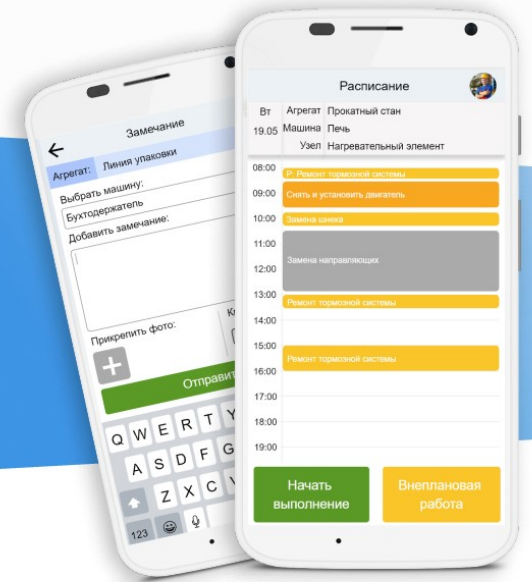 Замечание
Агрегат: Линия упаковки
Выбрать машину:
Бухтодержатель
Добавить замечание:
Прикрепить фото:
Отправит
Q W E R T Y
A S D F G
Z X C V
123
Расписание
Вт Агрегат Прокатный стан
19.05 Машина Печь
Узел Нагревательный элемент
08:00 Р. Ремонт тормозной системы
09:00 Снять и установить двигатель
10:00 Замена шнека
11:00
Замена направляющих
12:00
13:00 Ремонт тормозной системы
14:00
15:00
Ремонт тормозной системы
16:00
17:00
18:00
19:00
Начать выполнение
Внеплановая работа